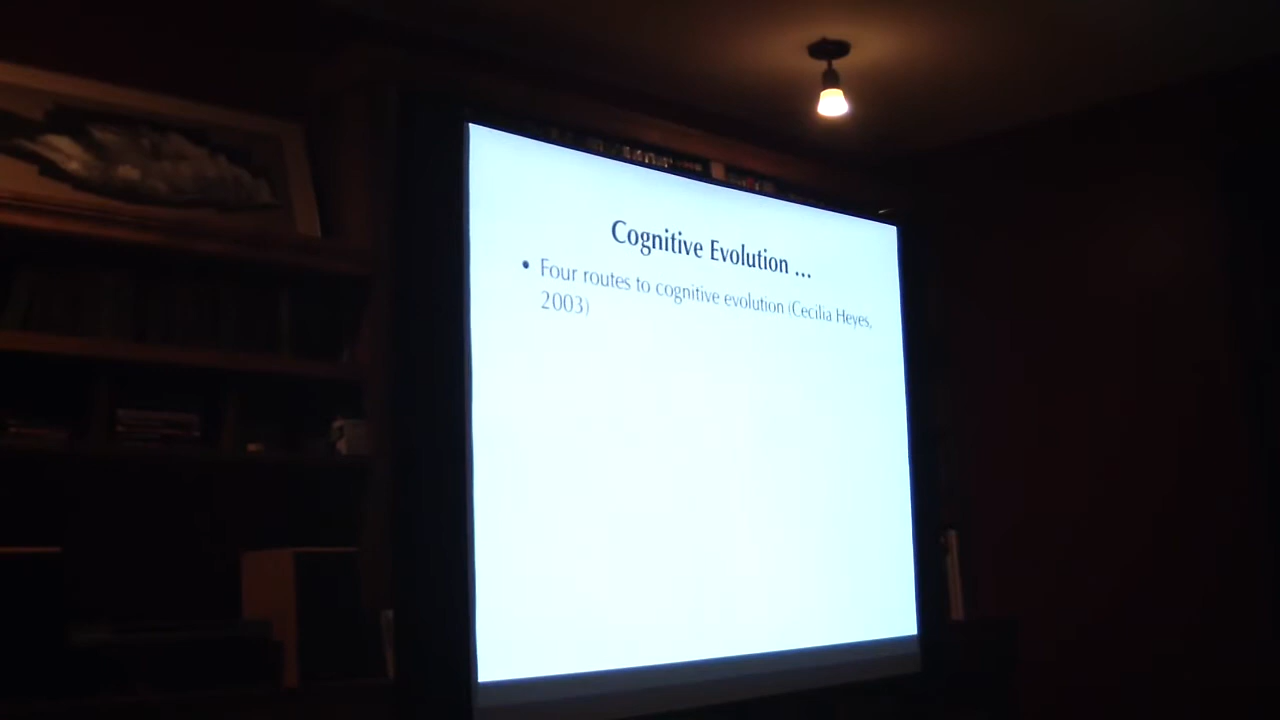 Cognitive Evolution ...
• Four routes to cognitive evolution (Cecilia Heyes,
2003)